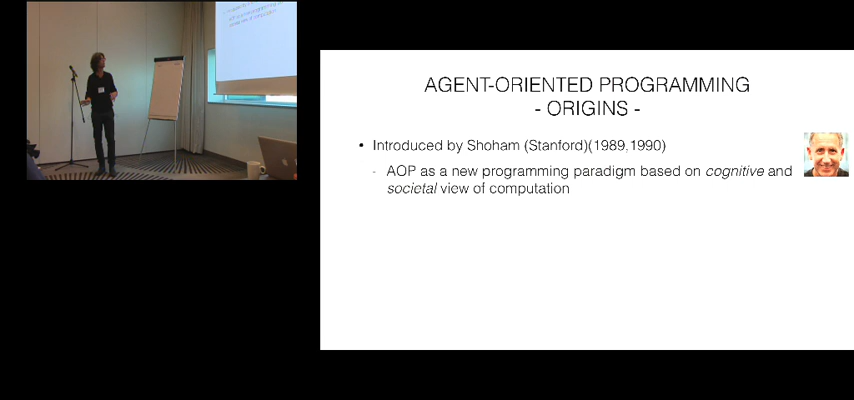 AGENT-ORIENTED PROGRAMMING
- ORIGINS -
• Introduced by Shoham (Stanford)(1989,1990)
- AOP as a new programming paradigm based on cognitive and
societal view of computation